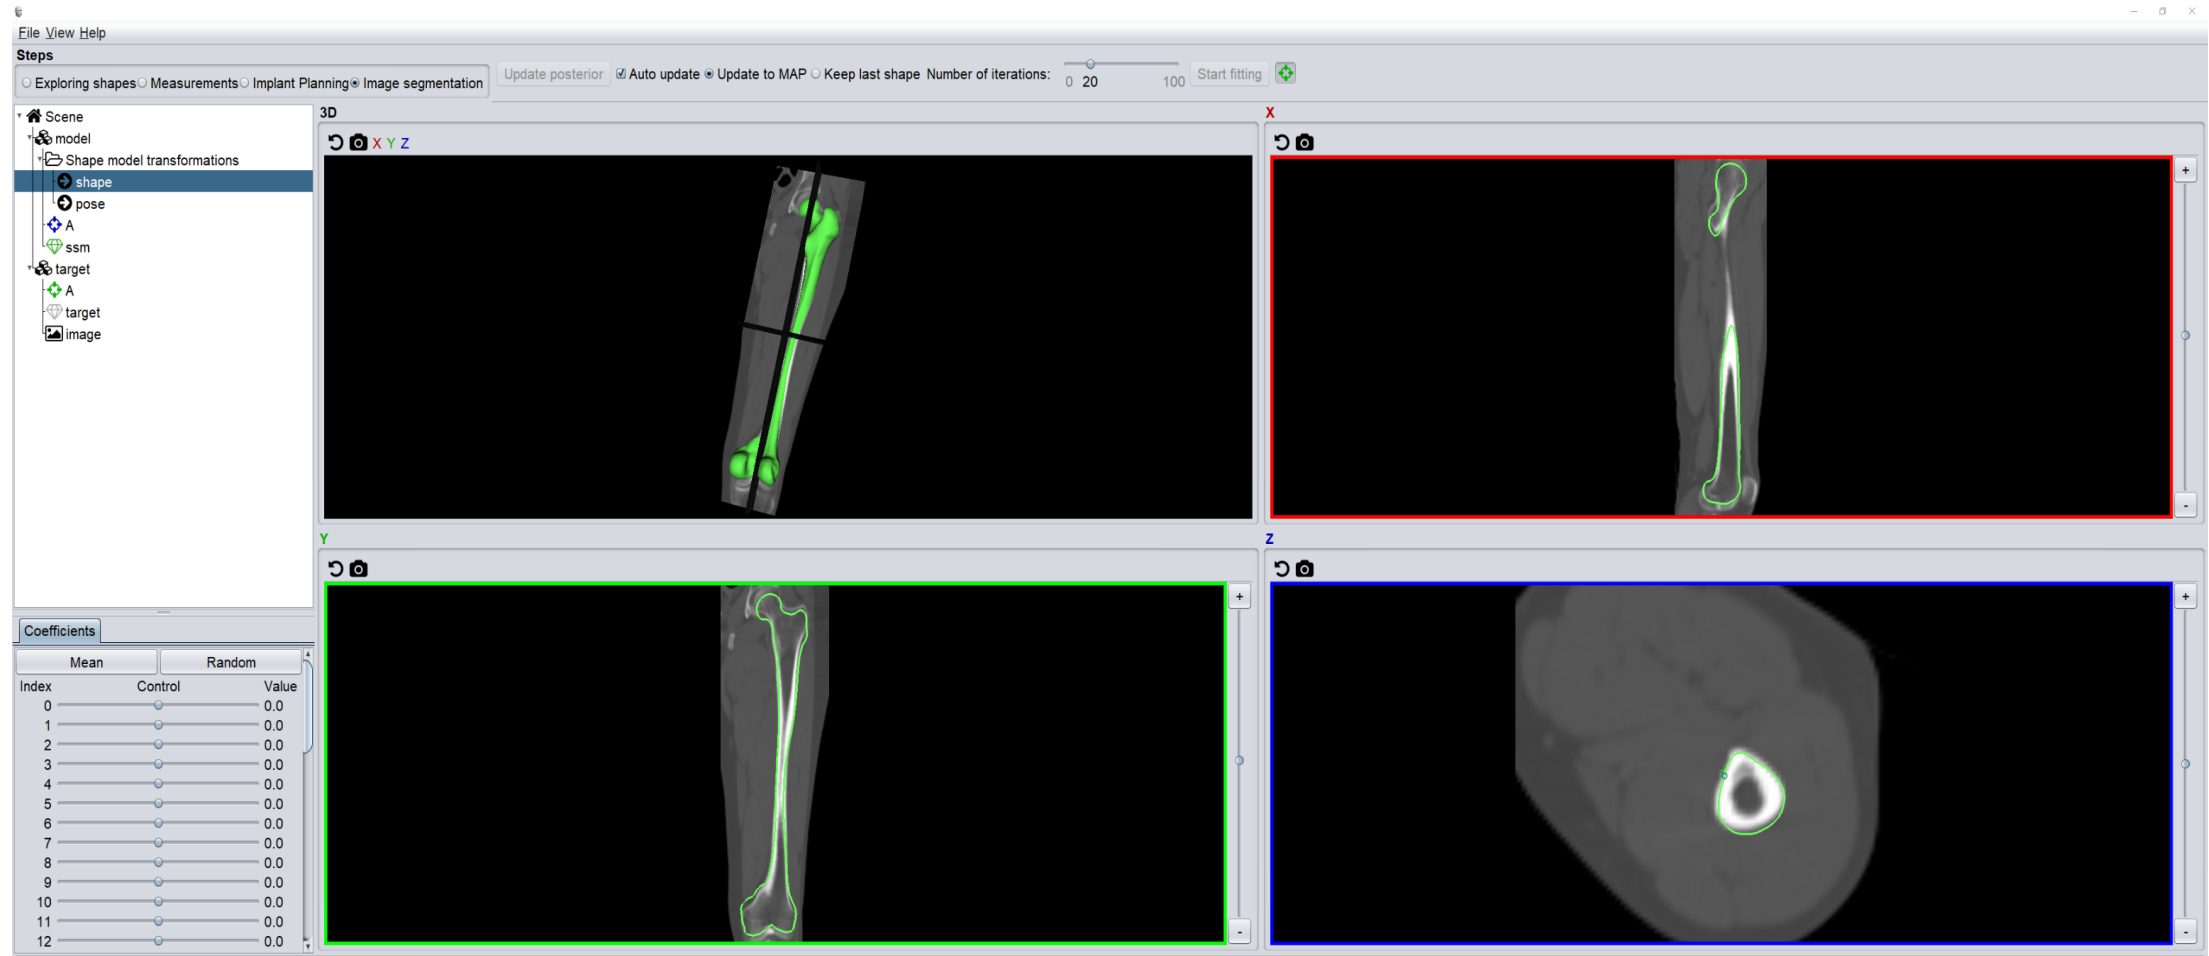 File View Help
Steps
Exploring shapes Measurements Implant Planning Image segmentation
Update posterior Auto update Update to MAP Keep last shape Number of iterations: 0 20 100 Start fitting
Scene
model
Shape model transformations
shape
pose
A
ssm
target
A
target
image
3D
X Y Z
X
+
-
Y
+
-
Z
+
-
Coefficients
Mean Random
Index Control Value
0 0.0
1 0.0
2 0.0
3 0.0
4 0.0
5 0.0
6 0.0
7 0.0
8 0.0
9 0.0
10 0.0
11 0.0
12 0.0